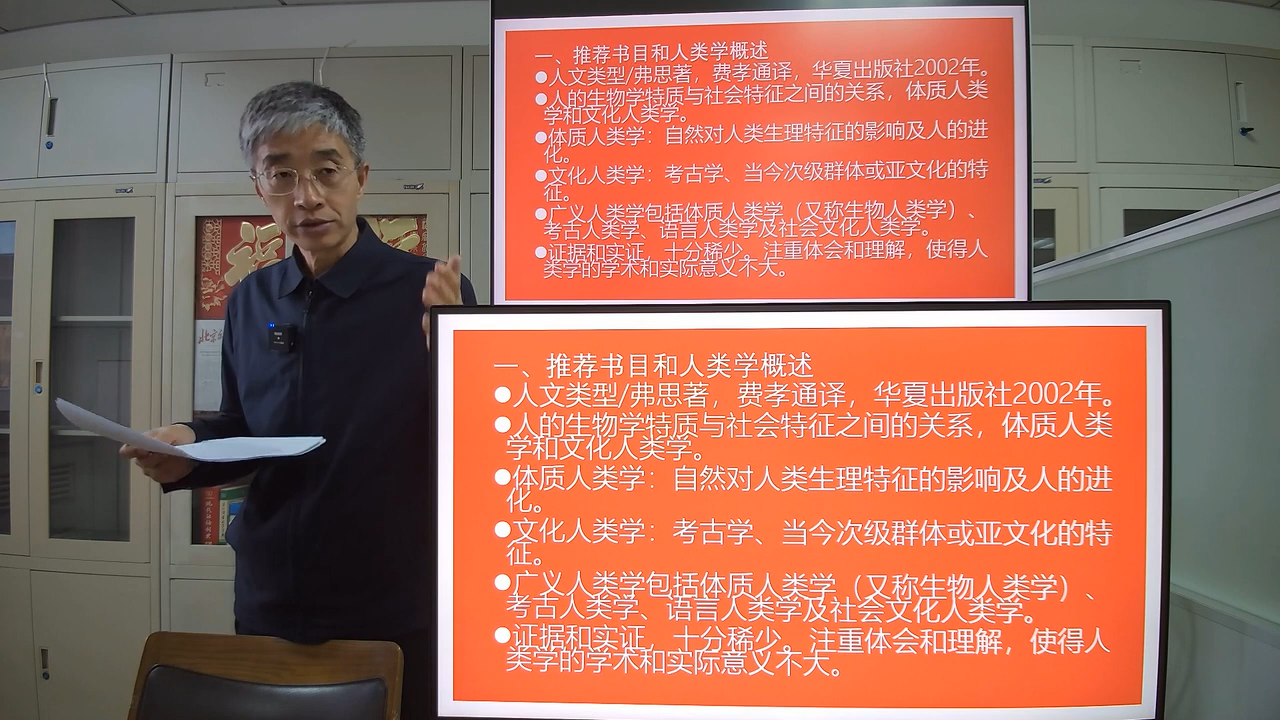 一、推荐书目和人类学概述
●人文类型/弗思著，费孝通译，华夏出版社2002年。
●人的生物学特质与社会特征之间的关系，体质人类
学和文化人类学。
●体质人类学：自然对人类生理特征的影响及人的进
化。
●文化人类学：考古学、当今次级群体或亚文化的特
征。
●广义人类学包括体质人类学（又称生物人类学）、
考古人类学、语言人类学及社会文化人类学。
●证据和实证，十分稀少。注重体会和理解，使得人
类学的学术和实际意义不大。
福
北京
一、推荐书目和人类学概述
●人文类型/弗思著，费孝通译，华夏出版社2002年。
●人的生物学特质与社会特征之间的关系，体质人类
学和文化人类学。
●体质人类学：自然对人类生理特征的影响及人的进
化。
●文化人类学：考古学、当今次级群体或亚文化的特
征。
●广义人类学包括体质人类学（又称生物人类学）、
考古人类学、语言人类学及社会文化人类学。
●证据和实证，十分稀少。注重体会和理解，使得人
类学的学术和实际意义不大。